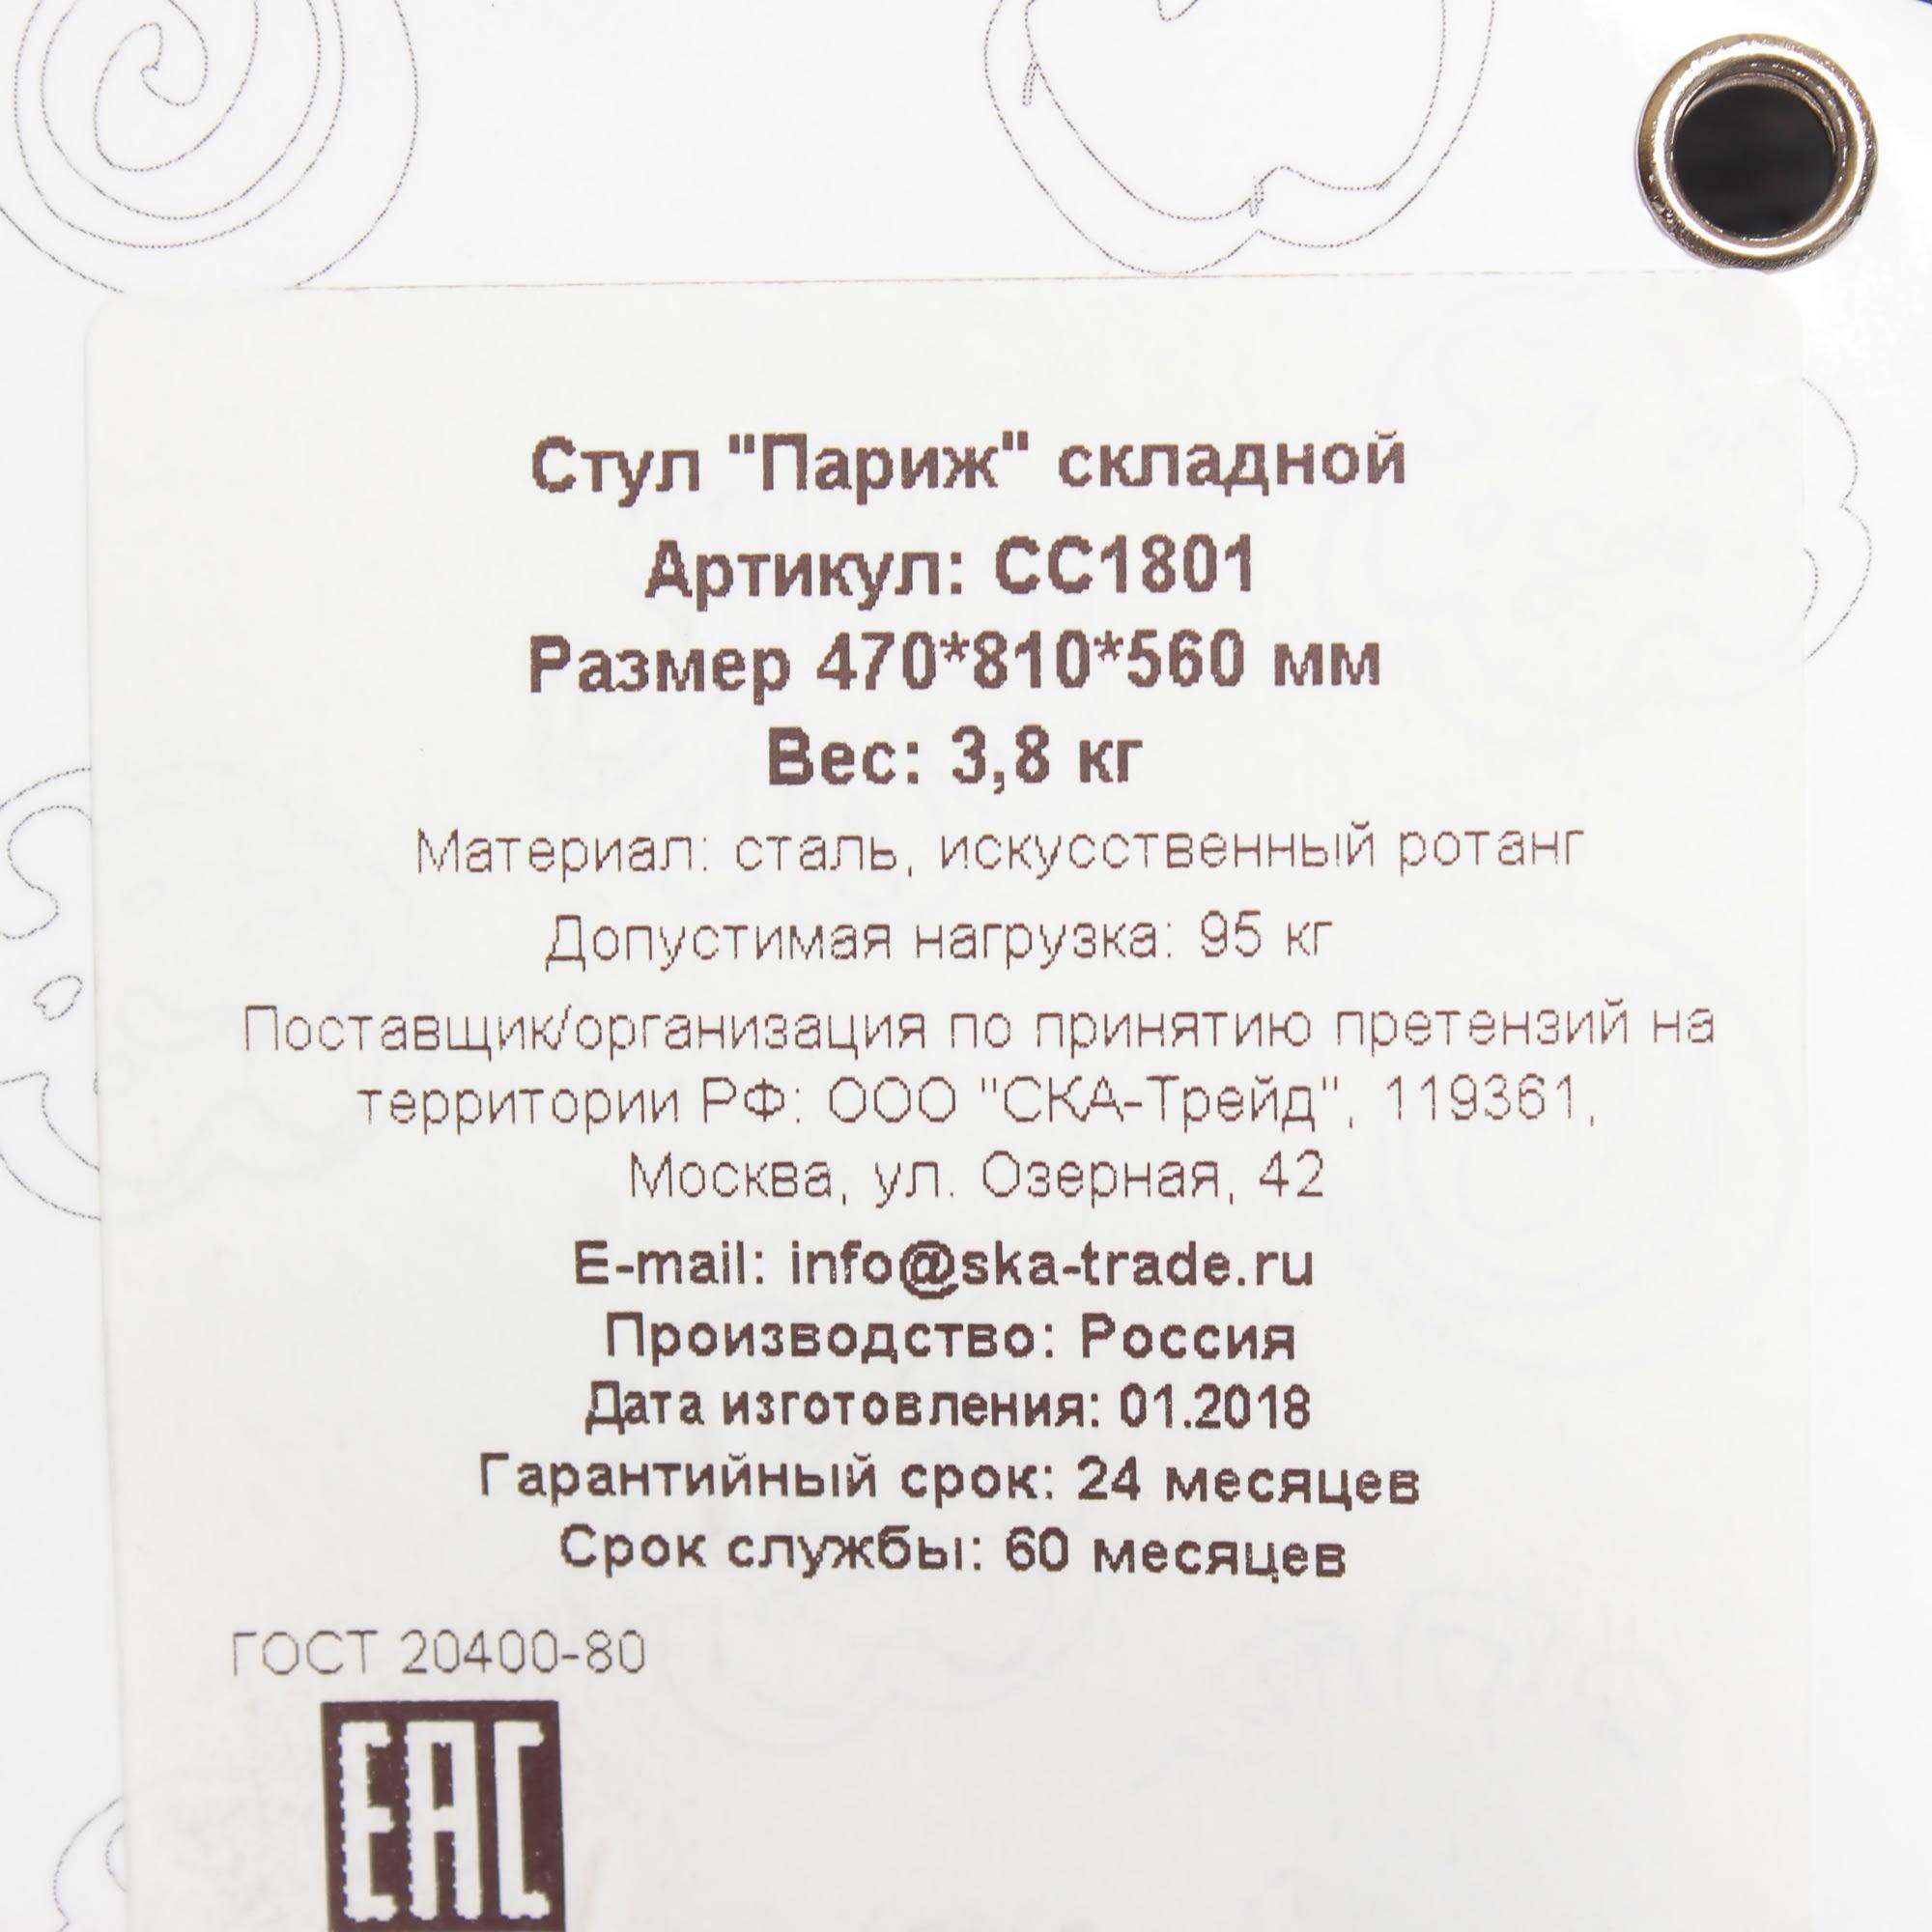 Стул "Париж" складной
Артикул: СС1801
Размер 470*810*560 мм
Вес: 3,8 кг
Материал: сталь, искусственный ротанг
Допустимая нагрузка: 95 кг
Поставщик/организация по принятию претензий на
территории РФ: ООО "СКА-Трейд", 119361,
Москва, ул. Озерная, 42
E-mail: info@ska-trade.ru
Производство: Россия
Дата изготовления: 01.2018
Гарантийный срок: 24 месяцев
Срок службы: 60 месяцев
ГОСТ 20400-80
ЕАС